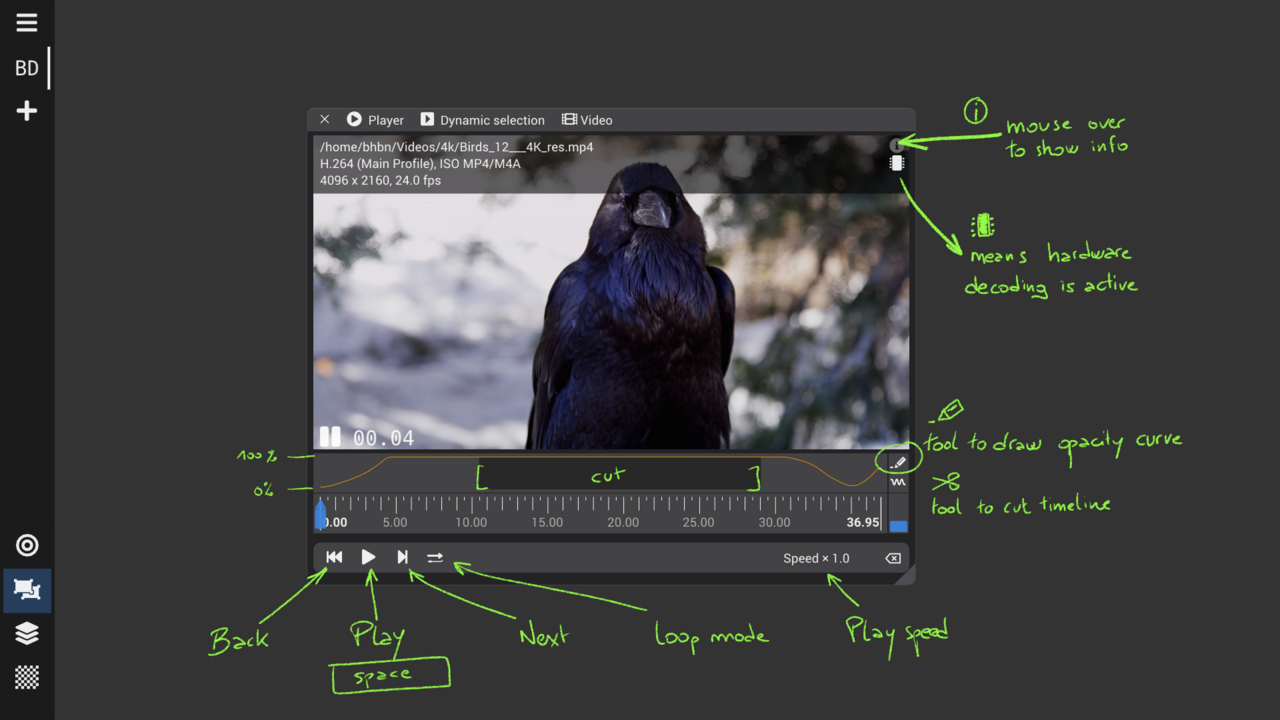 BD
Player
Dynamic selection
Video
/home/bhbn/Videos/4k/Birds_12___4K_res.mp4
H.264 (Main Profile), ISO MP4/M4A
4096 x 2160, 24.0 fps
i
mouse over
to show info
means hardware
decoding is active
00.04
tool to draw opacity curve
100%
cut
0%
tool to cut timeline
0.00 5.00 10.00 15.00 20.00 25.00 30.00 36.95
Speed × 1.0
Back
Play
Next
Loop mode
Play speed
space